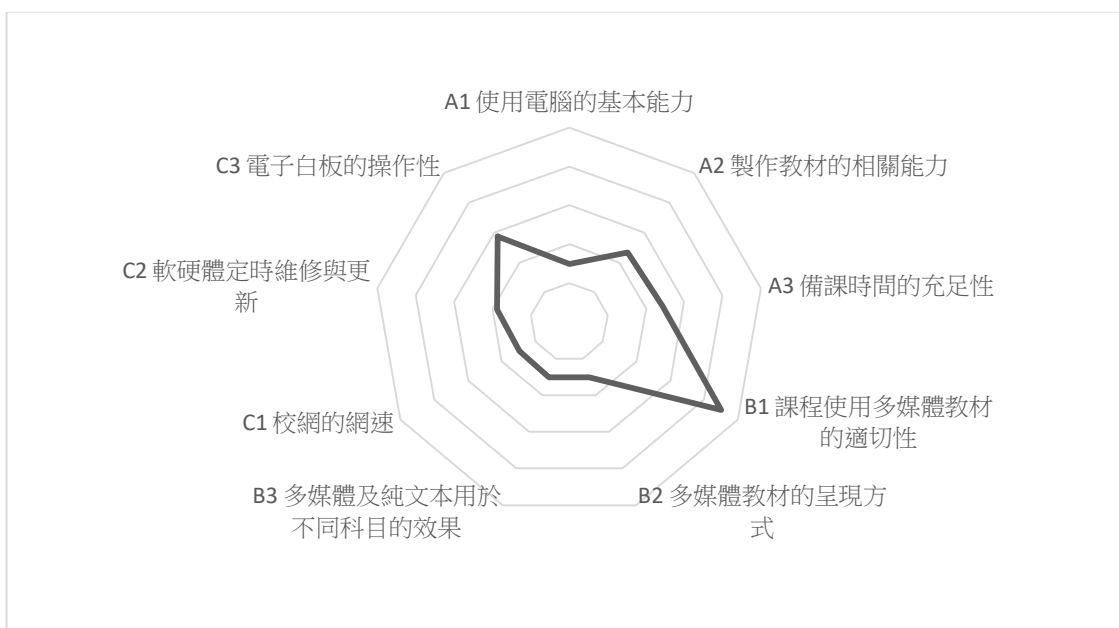 A1 使用電腦的基本能力
A2 製作教材的相關能力
A3 備課時間的充足性
B1 課程使用多媒體教材
的適切性
B2 多媒體教材的呈現方
式
B3 多媒體及純文本用於
不同科目的效果
C1 校網的網速
C2 軟硬體定時維修與更
新
C3 電子白板的操作性